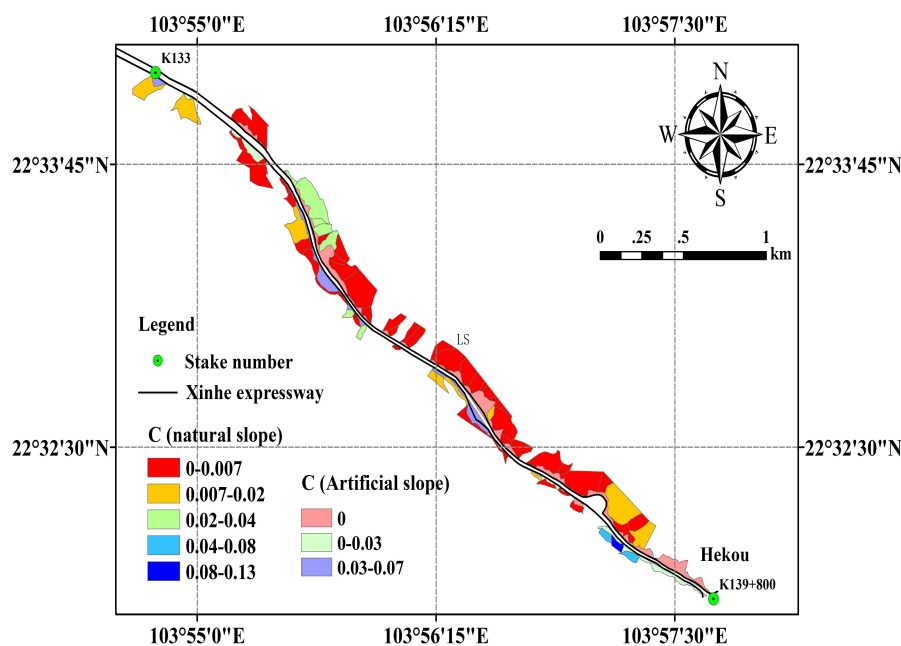 103°55'0"E 103°56'15"E 103°57'30"E
K133
N
W E
S
22°33'45"N 22°33'45"N
0 .25 .5 1
km
Legend
Stake number
Xinhe expressway
LS
22°32'30"N 22°32'30"N
C (natural slope)
0-0.007
0.007-0.02
0.02-0.04
0.04-0.08
0.08-0.13
C (Artificial slope)
0
0-0.03
0.03-0.07
Hekou
K139+800
103°55'0"E 103°56'15"E 103°57'30"E